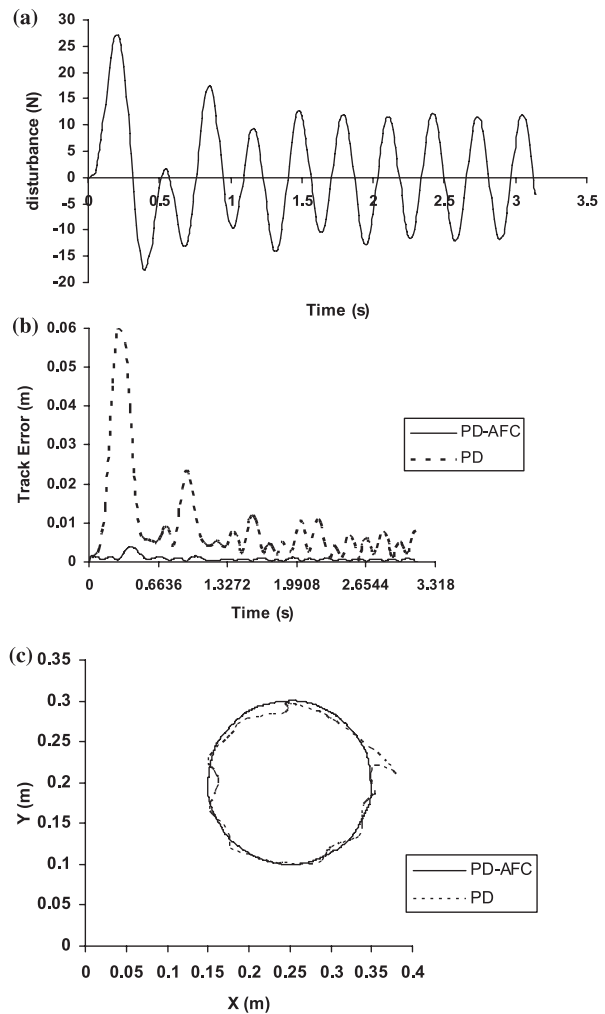 (a)
30
25
20
15
10
5
0
-5
-10
-15
-20
disturbance (N)
0 0.5 1 1.5 2 2.5 3 3.5
Time (s)
(b)
0.06
0.05
0.04
0.03
0.02
0.01
0
Track Error (m)
PD-AFC
PD
0 0.6636 1.3272 1.9908 2.6544 3.318
Time (s)
(c)
0.35
0.3
0.25
0.2
0.15
0.1
0.05
0
Y (m)
PD-AFC
PD
0 0.05 0.1 0.15 0.2 0.25 0.3 0.35 0.4
X (m)